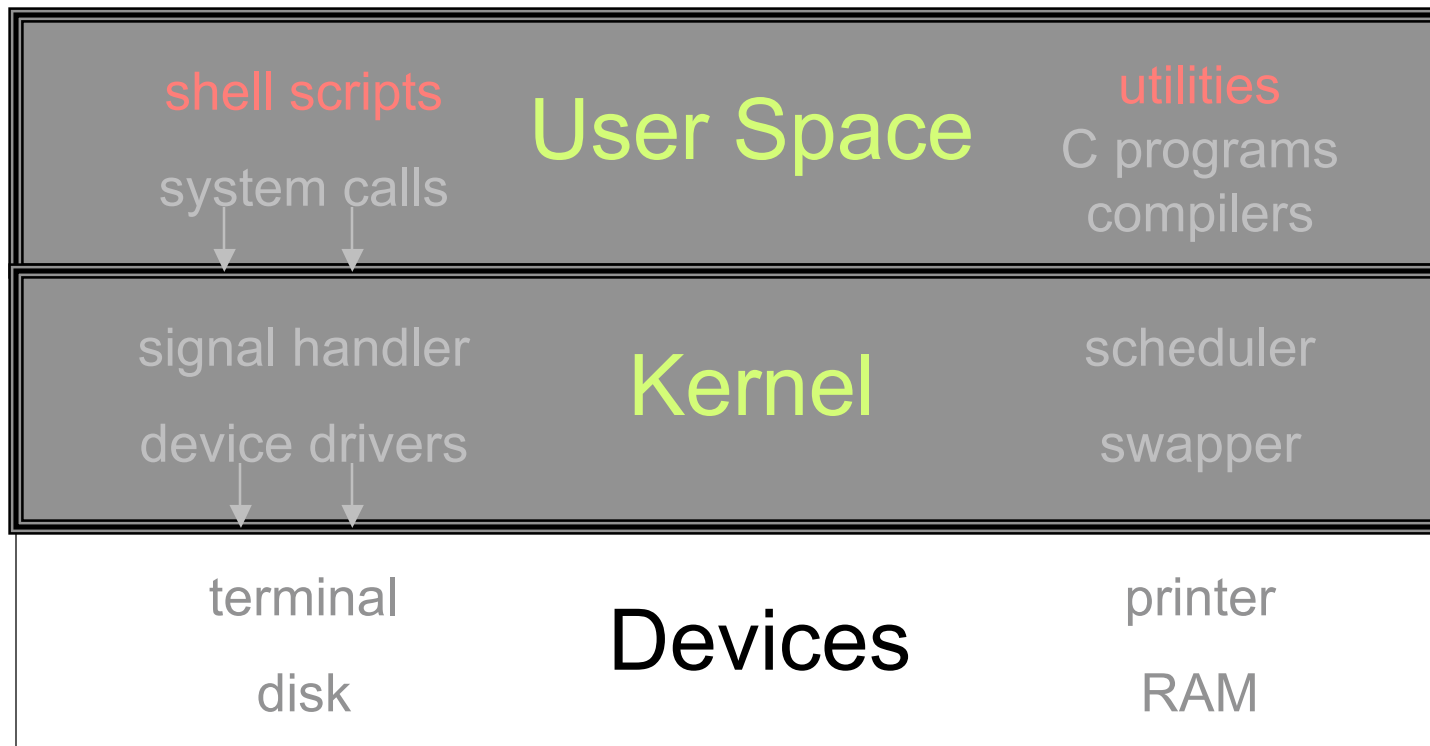 shell scripts
User Space
utilities
C programs
system calls
compilers
signal handler
Kernel
scheduler
device drivers
swapper
terminal
Devices
printer
disk
RAM